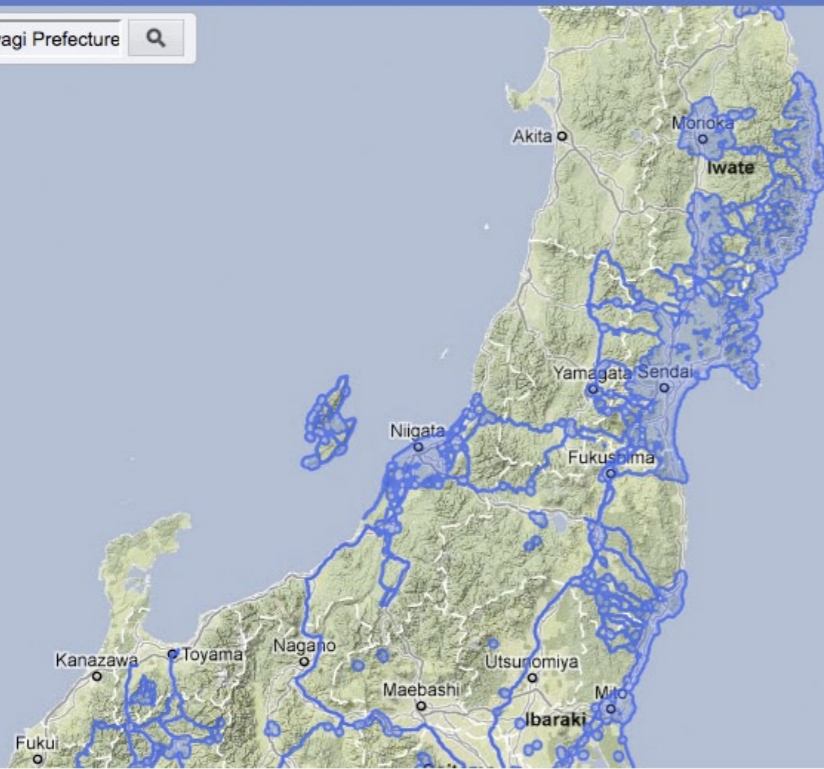 agi Prefecture
Akita
Morioka
Iwate
Yamagata
Sendai
Niigata
Fukushima
Kanazawa
Toyama
Nagano
Utsunomiya
Maebashi
Mito
Ibaraki
Fukui